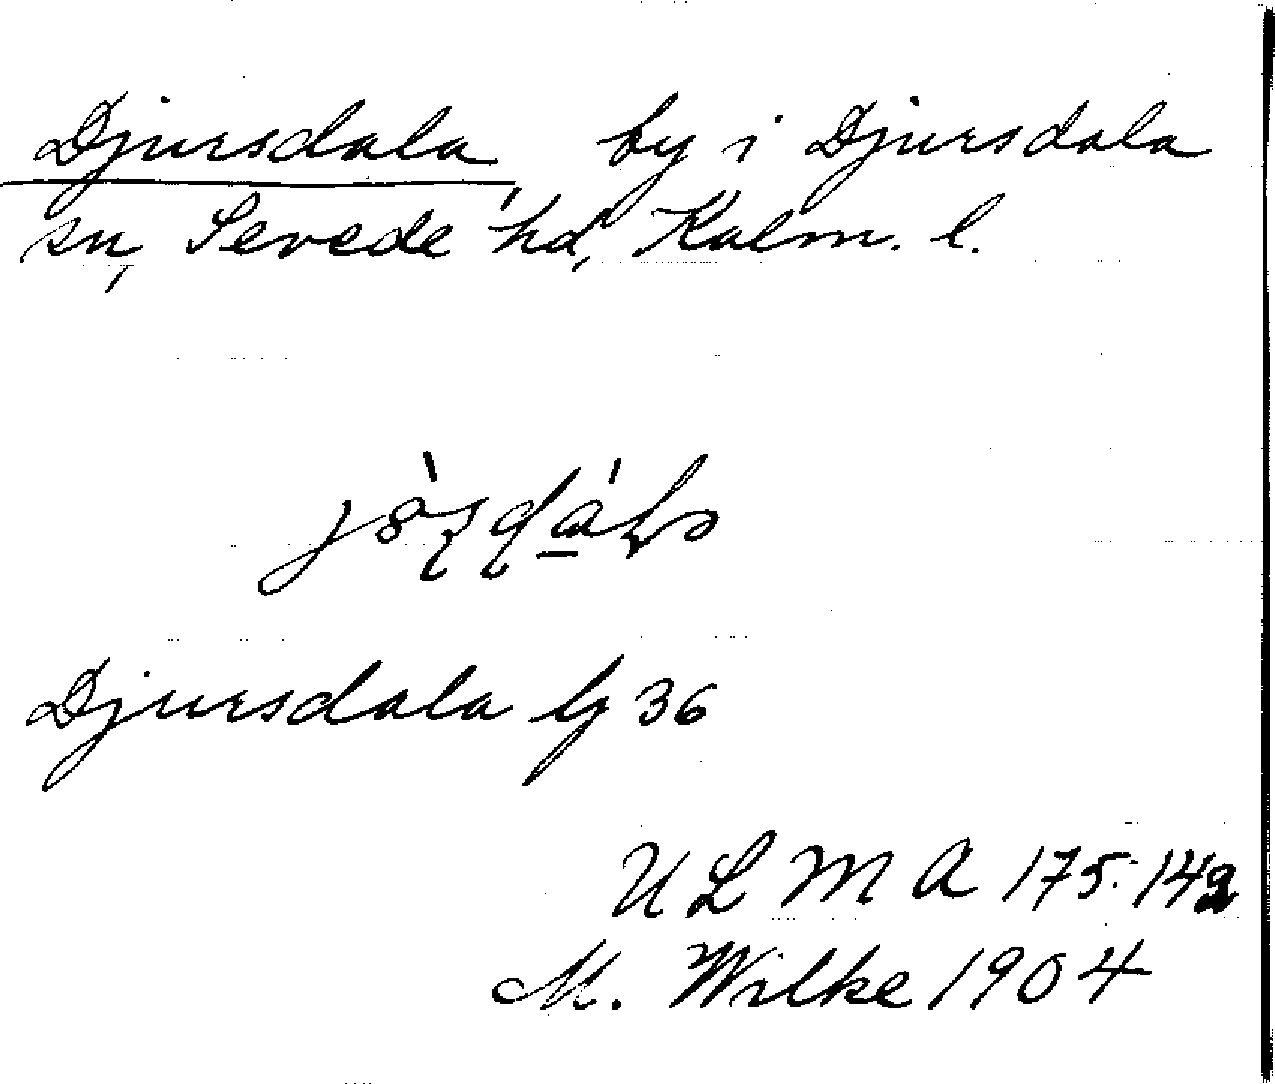 Djursdala by i Djursdala
sn, Sevede hd, Kalm. l.
Djursdala by 36
ULMA 175:142
M. Wilke 1904